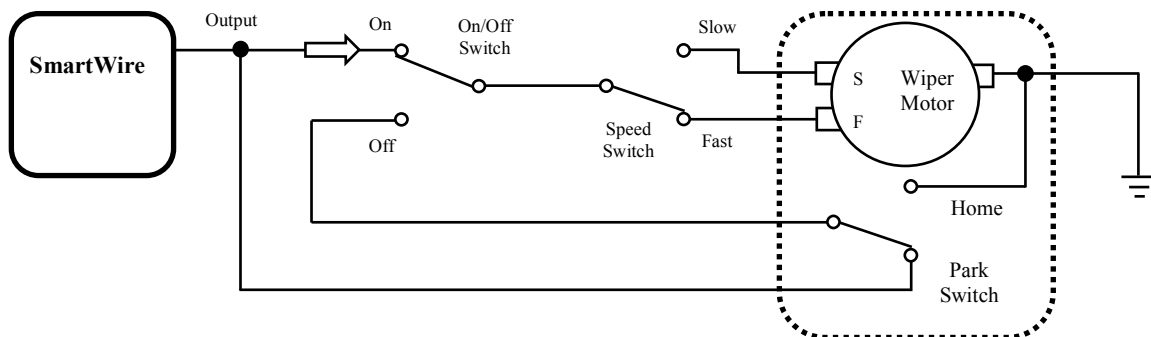 Output
SmartWire
On
On/Off
Switch
Slow
S
Wiper
Motor
F
Off
Speed
Switch
Fast
Home
Park
Switch